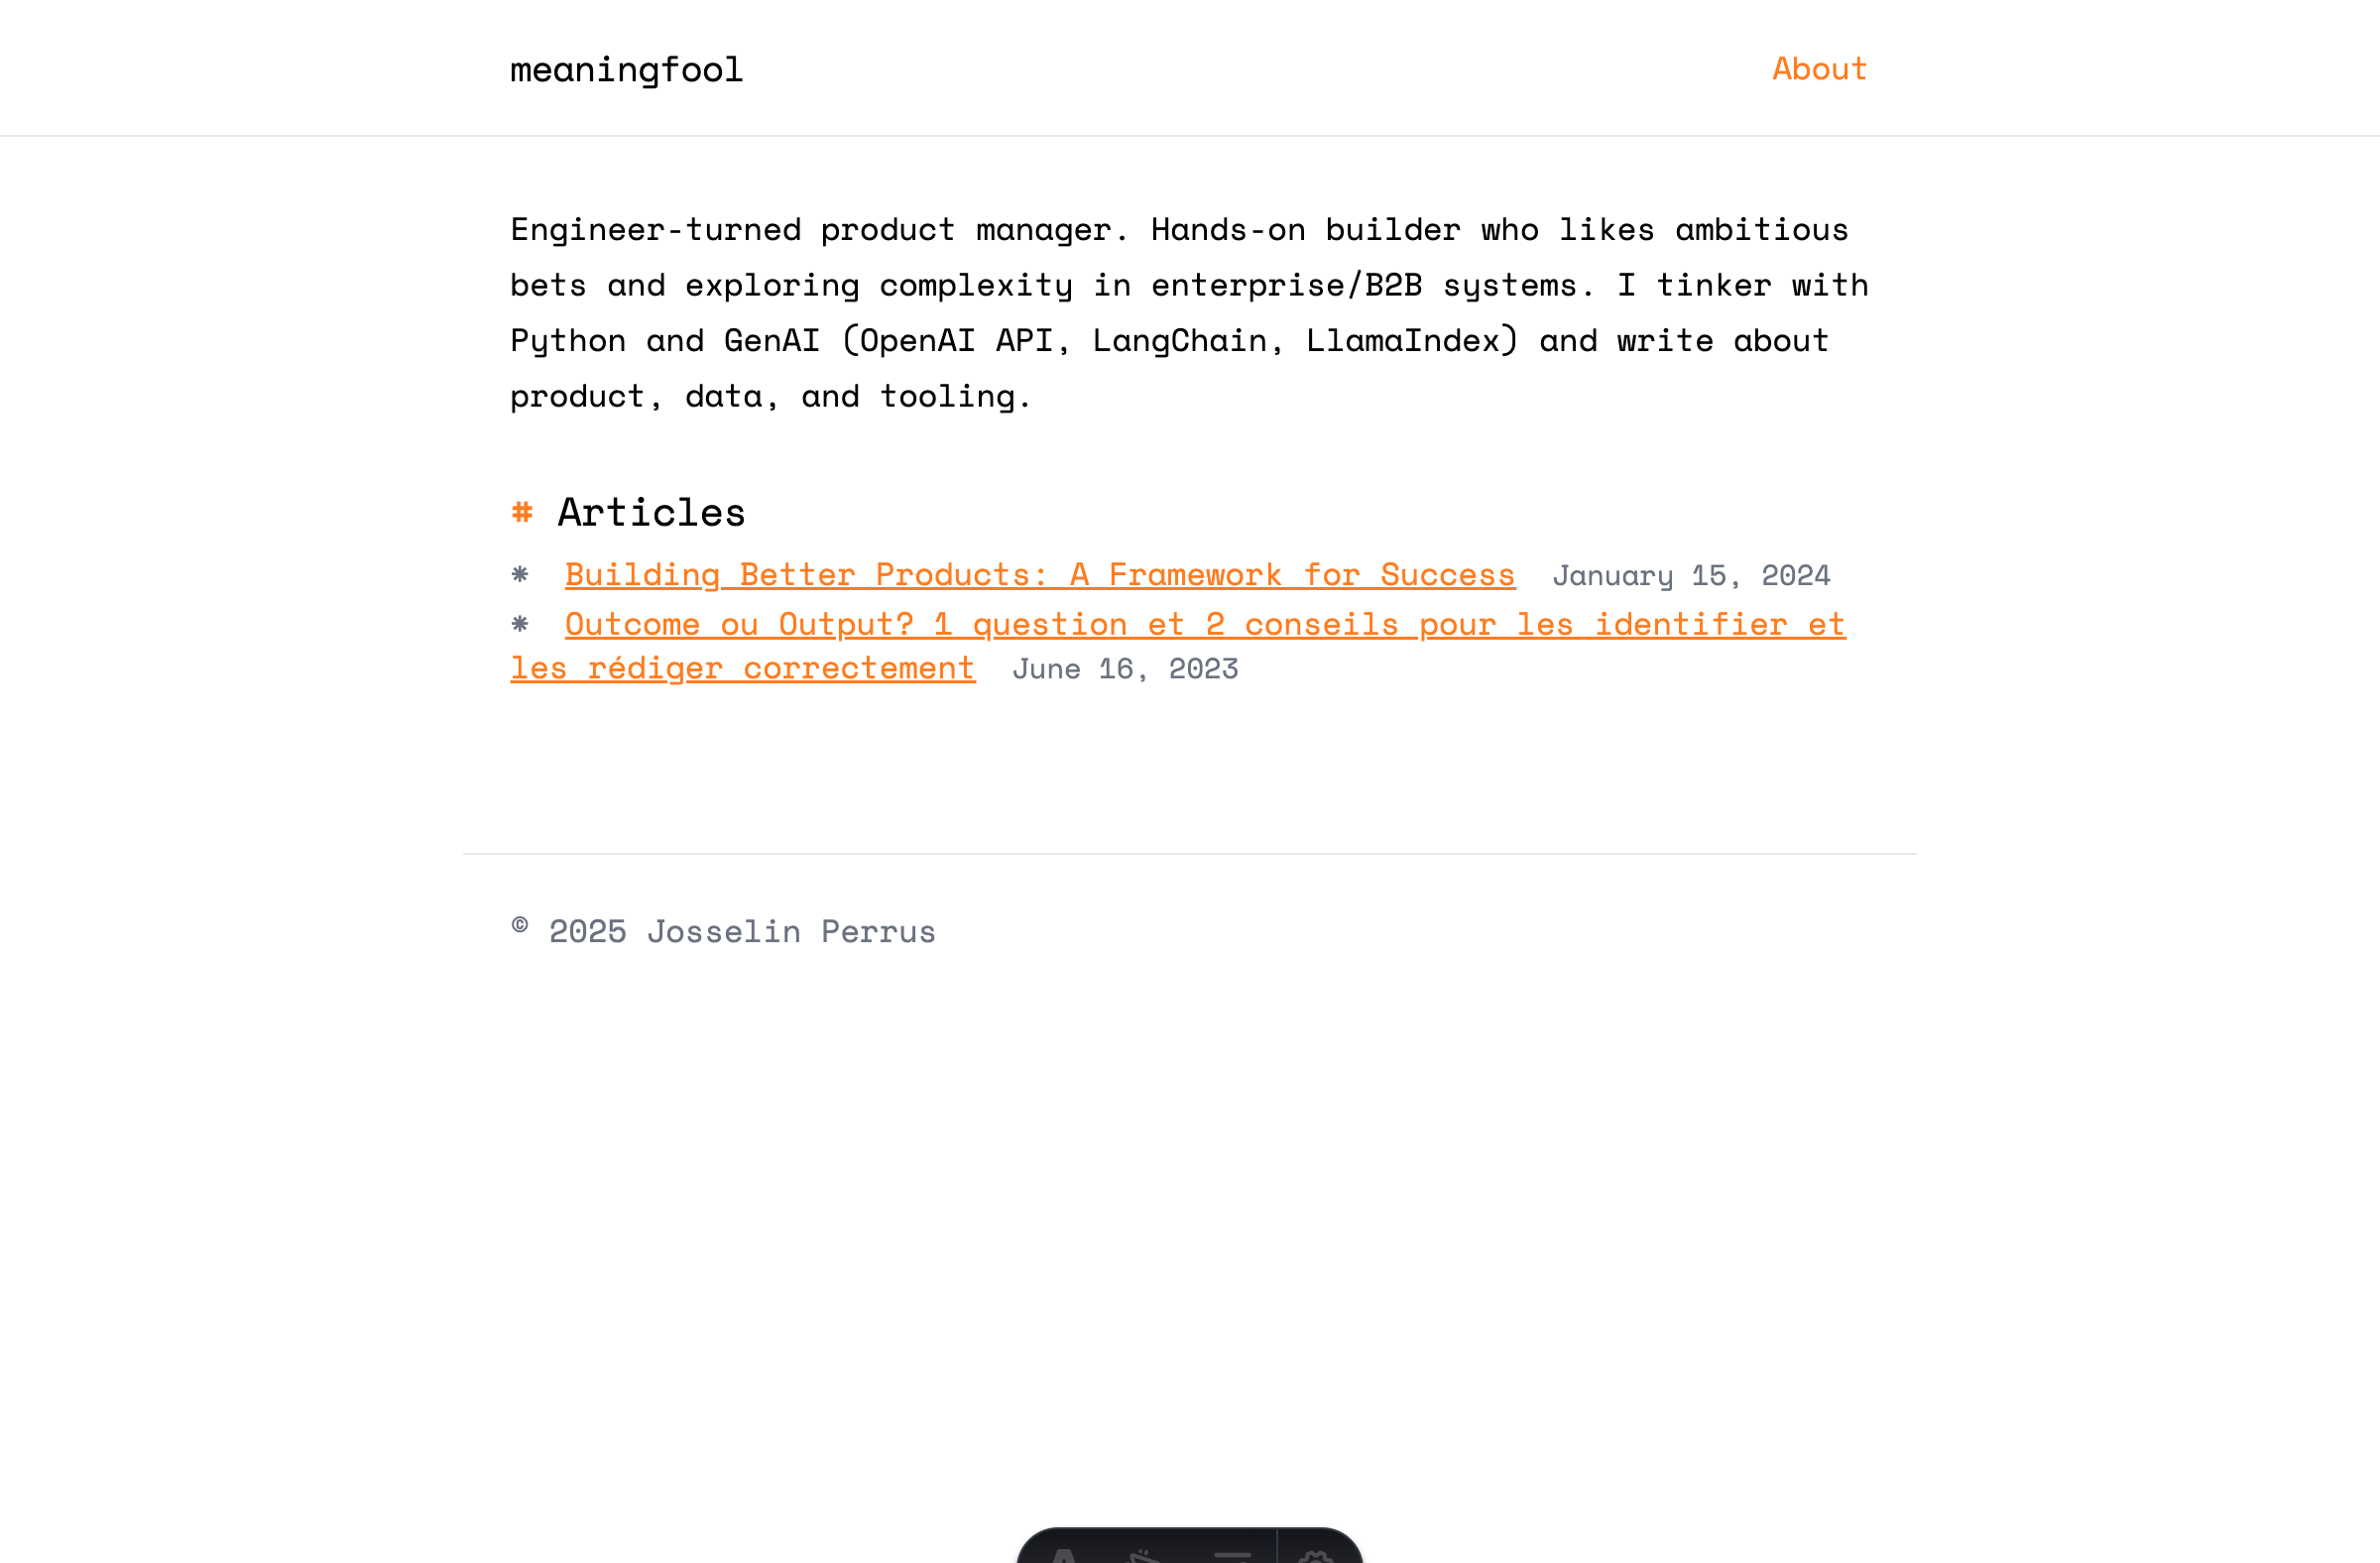 meaningfool
About
Engineer-turned product manager. Hands-on builder who likes ambitious
bets and exploring complexity in enterprise/B2B systems. I tinker with
Python and GenAI (OpenAI API, LangChain, LlamaIndex) and write about
product, data, and tooling.
# Articles
* Building Better Products: A Framework for Success January 15, 2024
* Outcome ou Output? 1 question et 2 conseils pour les identifier et
les rédiger correctement June 16, 2023
© 2025 Josselin Perrus